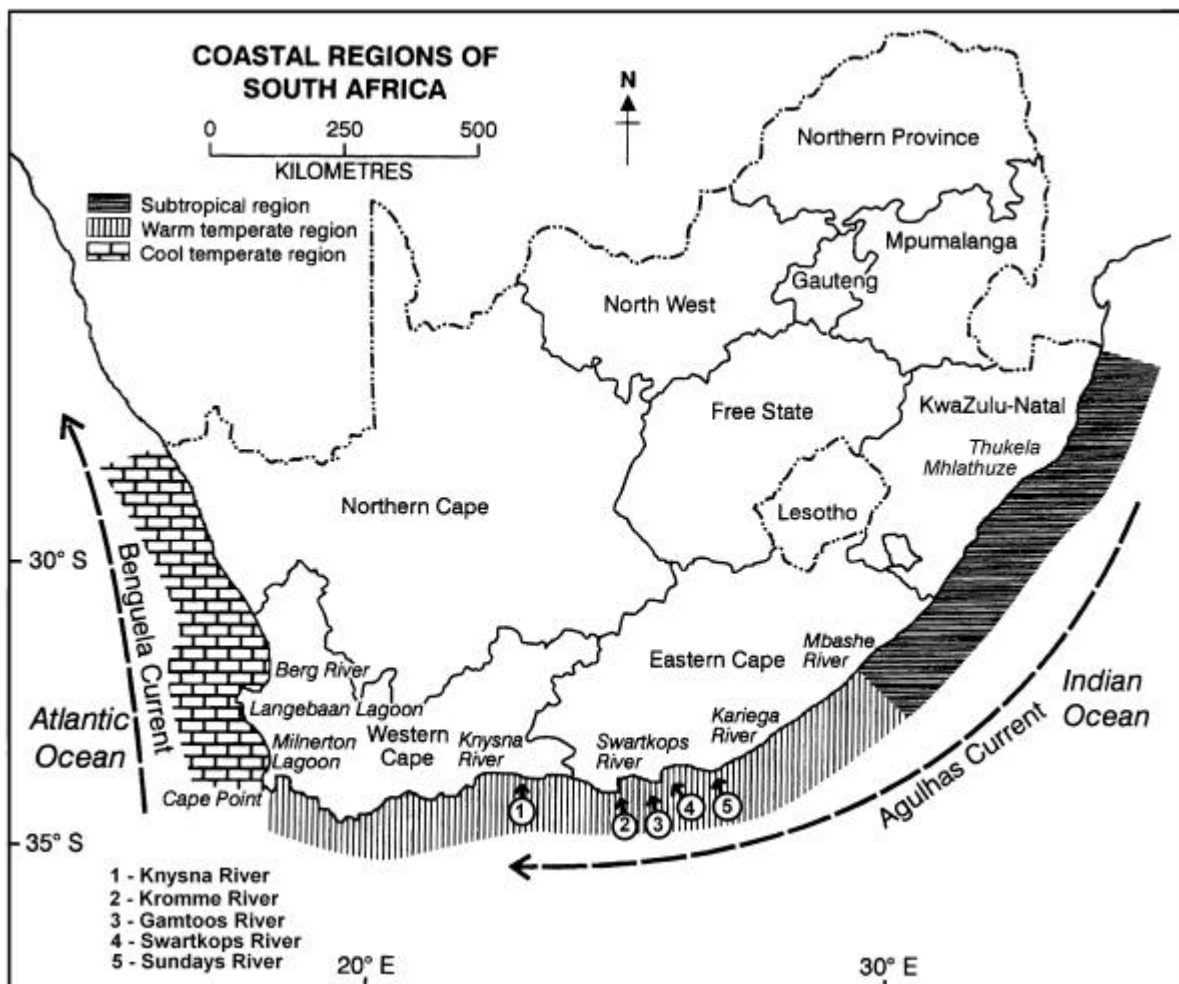 COASTAL REGIONS OF
SOUTH AFRICA
0 250 500
KILOMETRES
N
Subtropical region
Warm temperate region
Cool temperate region
Northern Province
Mpumalanga
Gauteng
North West
Free State
KwaZulu-Natal
Thukela
Mhlathuze
Lesotho
Northern Cape
30° S
Benguela Current
Atlantic
Ocean
Berg River
Langebaan Lagoon
Milnerton
Lagoon
Western
Cape
Cape Point
Knysna
River
Eastern Cape
Mbashe
River
Kariega
River
Swartkops
River
Indian
Ocean
Agulhas Current
1
2
3
4
5
35° S
1 - Knysna River
2 - Kromme River
3 - Gamtoos River
4 - Swartkops River
5 - Sundays River
20° E
30° E